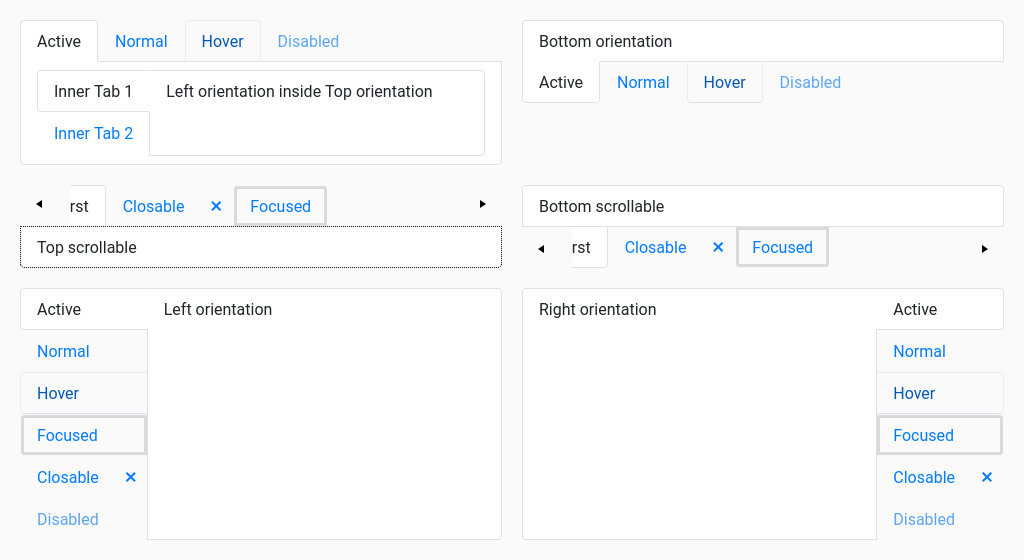 Active Normal Hover Disabled
Inner Tab 1 Left orientation inside Top orientation
Inner Tab 2
Bottom orientation
Active Normal Hover Disabled
rst Closable × Focused
Top scrollable
Bottom scrollable
rst Closable × Focused
Active Left orientation
Normal
Hover
Focused
Closable ×
Disabled
Right orientation Active
Normal
Hover
Focused
Closable ×
Disabled